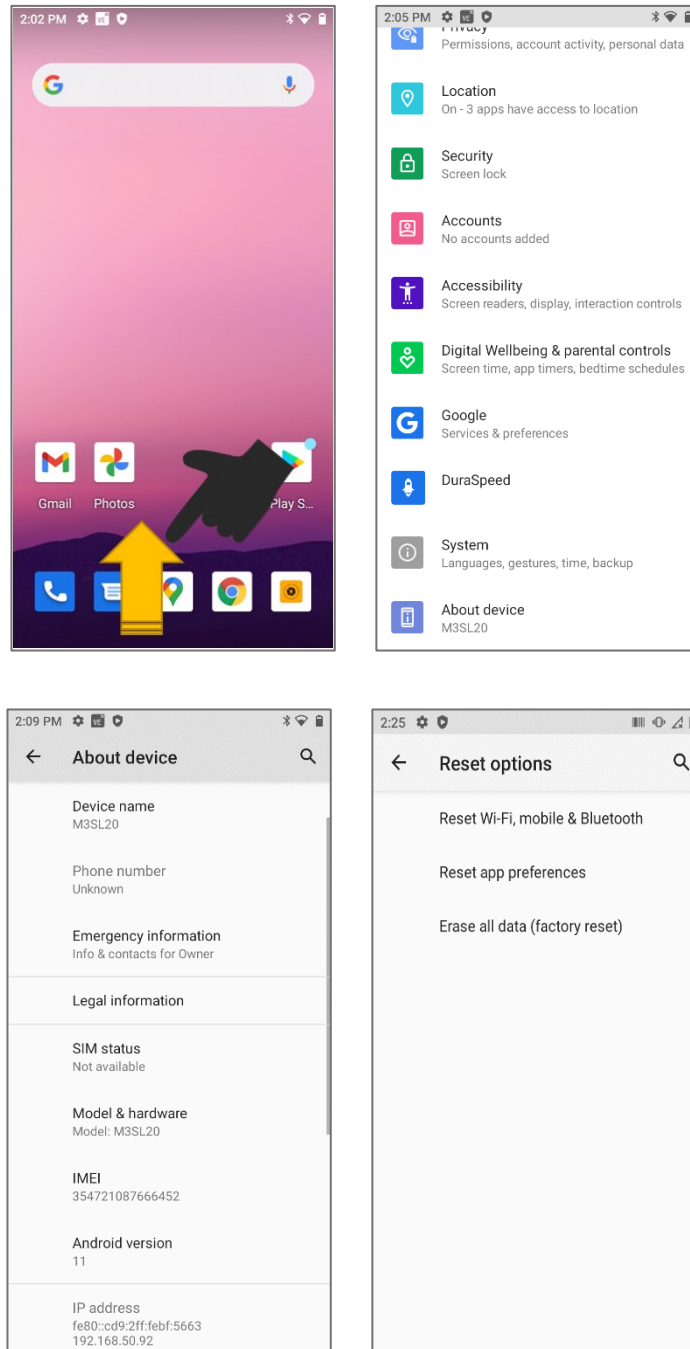 2:02 PM
Gmail
Photos
Play S...
2:05 PM
Permissions, account activity, personal data
Location
On - 3 apps have access to location
Security
Screen lock
Accounts
No accounts added
Accessibility
Screen readers, display, interaction controls
Digital Wellbeing & parental controls
Screen time, app timers, bedtime schedules
Google
Services & preferences
DuraSpeed
System
Languages, gestures, time, backup
About device
M3SL20
2:09 PM
About device
Device name
M3SL20
Phone number
Unknown
Emergency information
Info & contacts for Owner
Legal information
SIM status
Not available
Model & hardware
Model: M3SL20
IMEI
354721087666452
Android version
11
IP address
fe80::cd9:2ff:febf:5663
192.168.50.92
2:25
Reset options
Reset Wi-Fi, mobile & Bluetooth
Reset app preferences
Erase all data (factory reset)